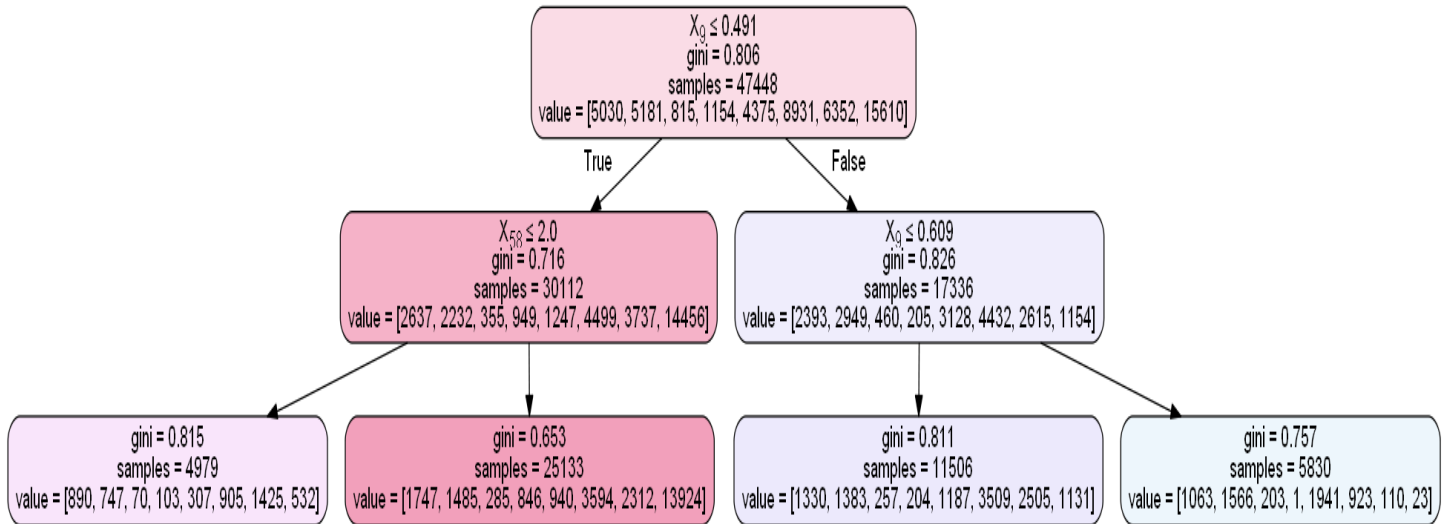 X₉ ≤ 0.491
gini = 0.806
samples = 47448
value = [5030, 5181, 815, 1154, 4375, 8931, 6352, 15610]
True
False
X₅₈ ≤ 2.0
gini = 0.716
samples = 30112
value = [2637, 2232, 355, 949, 1247, 4499, 3737, 14456]
X₉ ≤ 0.609
gini = 0.826
samples = 17336
value = [2393, 2949, 460, 205, 3128, 4432, 2615, 1154]
gini = 0.815
samples = 4979
value = [890, 747, 70, 103, 307, 905, 1425, 532]
gini = 0.653
samples = 25133
value = [1747, 1485, 285, 846, 940, 3594, 2312, 13924]
gini = 0.811
samples = 11506
value = [1330, 1383, 257, 204, 1187, 3509, 2505, 1131]
gini = 0.757
samples = 5830
value = [1063, 1566, 203, 1, 1941, 923, 110, 23]